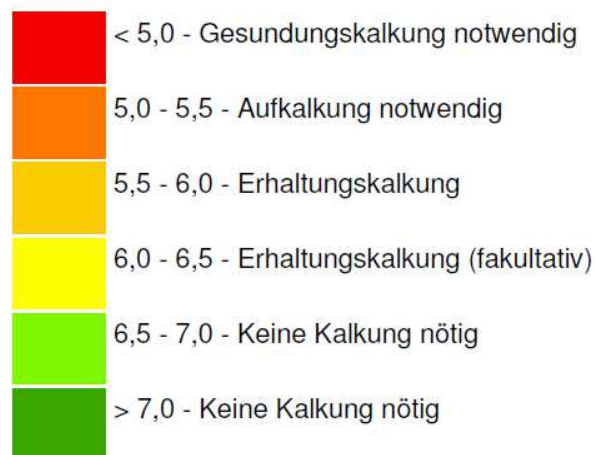 < 5,0 - Gesundungskalkung notwendig
5,0 - 5,5 - Aufkalkung notwendig
5,5 - 6,0 - Erhaltungskalkung
6,0 - 6,5 - Erhaltungskalkung (fakultativ)
6,5 - 7,0 - Keine Kalkung nötig
> 7,0 - Keine Kalkung nötig